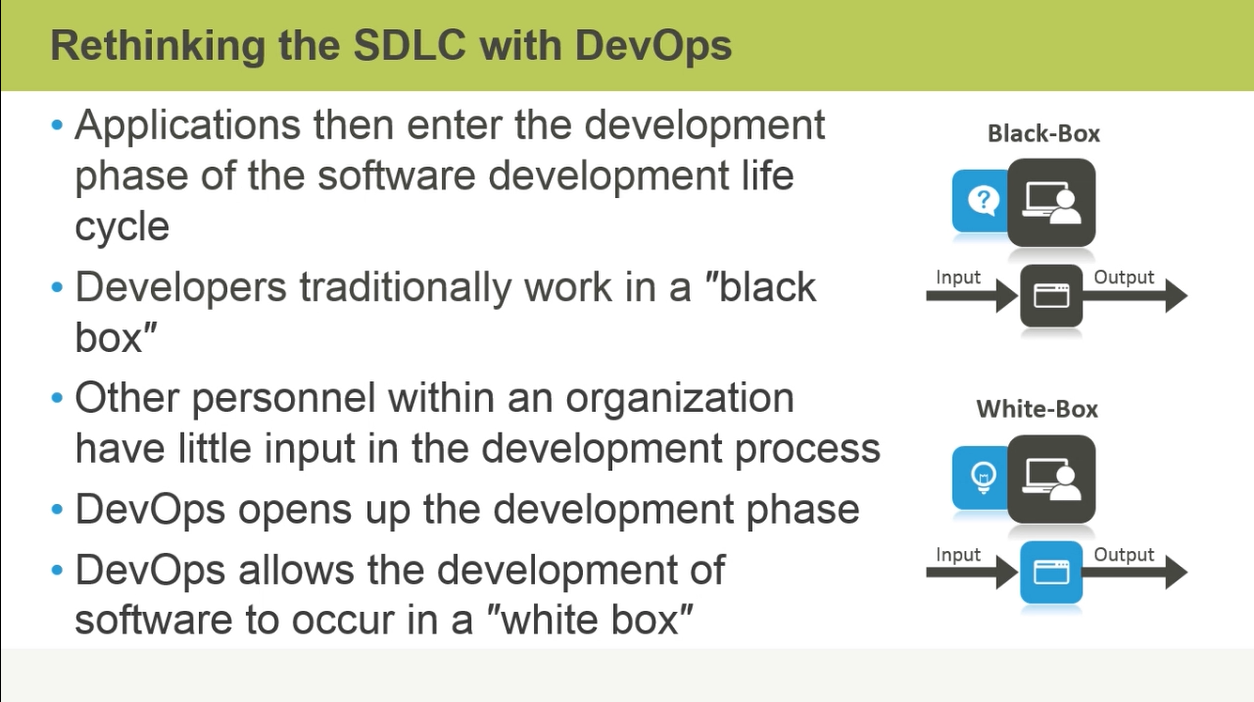 Rethinking the SDLC with DevOps
• Applications then enter the development
phase of the software development life
cycle
• Developers traditionally work in a "black
box"
• Other personnel within an organization
have little input in the development process
• DevOps opens up the development phase
• DevOps allows the development of
software to occur in a "white box"
Black-Box
?
Input
Output
White-Box
Input
Output